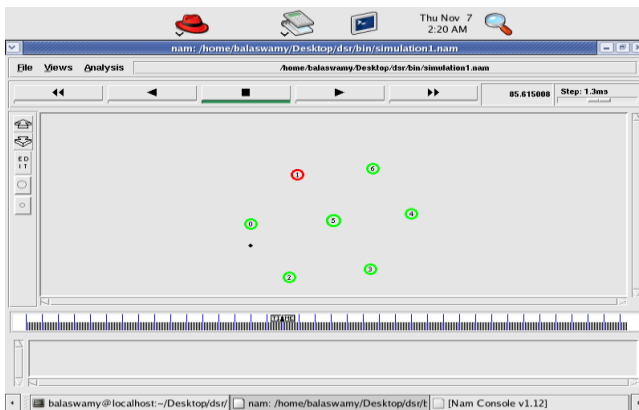 Thu Nov 7
2:20 AM
nam: /home/balaswamy/Desktop/dsr/bin/simulation1.nam
File Views Analysis /home/balaswamy/Desktop/dsr/bin/simulation1.nam
85.615008 Step: 1.3ms
ED
IT
1
6
0
5
4
2
3
balaswamy@localhost:~/Desktop/dsr/ nam: /home/balaswamy/Desktop/dsr/b [Nam Console v1.12]